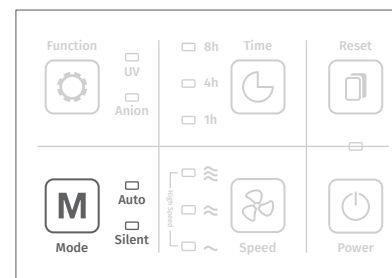 Function
UV
Anion
8h
4h
1h
Time
Reset
M
Mode
Auto
Silent
High Speed
Speed
Power